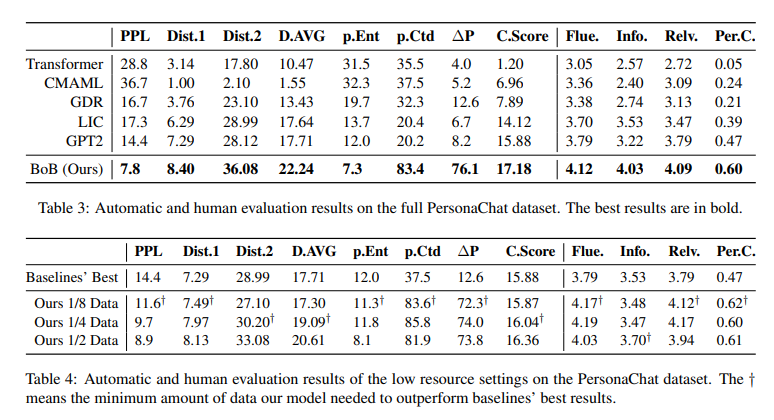 PPL Dist.1 Dist.2 D.AVG p.Ent p.Ctd ΔP C.Score Flue. Info. Relv. Per.C.
Transformer 28.8 3.14 17.80 10.47 31.5 35.5 4.0 1.20 3.05 2.57 2.72 0.05
CMAML 36.7 1.00 2.10 1.55 32.3 37.5 5.2 6.96 3.36 2.40 3.09 0.24
GDR 16.7 3.76 23.10 13.43 19.7 32.3 12.6 7.89 3.38 2.74 3.13 0.21
LIC 17.3 6.29 28.99 17.64 13.7 20.4 6.7 14.12 3.70 3.53 3.47 0.39
GPT2 14.4 7.29 28.12 17.71 12.0 20.2 8.2 15.88 3.79 3.22 3.79 0.47
BoB (Ours) 7.8 8.40 36.08 22.24 7.3 83.4 76.1 17.18 4.12 4.03 4.09 0.60
Table 3: Automatic and human evaluation results on the full PersonaChat dataset. The best results are in bold.
PPL Dist.1 Dist.2 D.AVG p.Ent p.Ctd ΔP C.Score Flue. Info. Relv. Per.C.
Baselines' Best 14.4 7.29 28.99 17.71 12.0 37.5 12.6 15.88 3.79 3.53 3.79 0.47
Ours 1/8 Data 11.6† 7.49† 27.10 17.30 11.3† 83.6† 72.3† 15.87 4.17† 3.48 4.12† 0.62†
Ours 1/4 Data 9.7 7.97 30.20† 19.09† 11.8 85.8 74.0 16.04† 4.19 3.47 4.17 0.60
Ours 1/2 Data 8.9 8.13 33.08 20.61 8.1 81.9 73.8 16.36 4.03 3.70† 3.94 0.61
Table 4: Automatic and human evaluation results of the low resource settings on the PersonaChat dataset. The †
means the minimum amount of data our model needed to outperform baselines' best results.